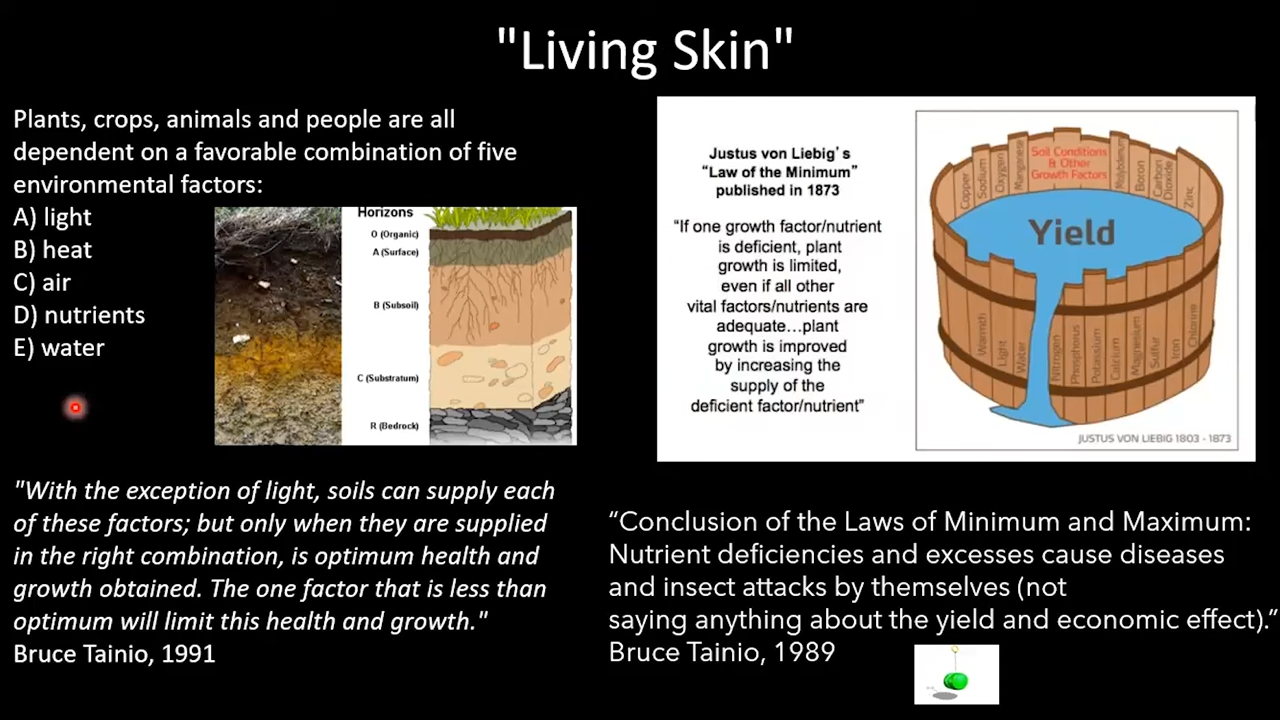 "Living Skin"
Plants, crops, animals and people are all
dependent on a favorable combination of five
environmental factors:
A) light
B) heat
C) air
D) nutrients
E) water
Horizons
O (Organic)
A (Surface)
B (Subsoil)
C (Substratum)
R (Bedrock)
"With the exception of light, soils can supply each
of these factors; but only when they are supplied
in the right combination, is optimum health and
growth obtained. The one factor that is less than
optimum will limit this health and growth."
Bruce Tainio, 1991
Justus von Liebig's
"Law of the Minimum"
published in 1873
"If one growth factor/nutrient
is deficient, plant
growth is limited,
even if all other
vital factors/nutrients are
adequate…plant
growth is improved
by increasing the
supply of the
deficient factor/nutrient"
Copper
Sodium
Oxygen
Manganese
Soil Conditions
& Other
Growth Factors
Molybdenum
Boron
Carbon
Dioxide
Zinc
Yield
Warmth
Light
Water
Nitrogen
Phosphorus
Potassium
Calcium
Magnesium
Sulfur
Iron
Chlorine
JUSTUS VON LIEBIG 1803 - 1873
“Conclusion of the Laws of Minimum and Maximum:
Nutrient deficiencies and excesses cause diseases
and insect attacks by themselves (not
saying anything about the yield and economic effect).”
Bruce Tainio, 1989